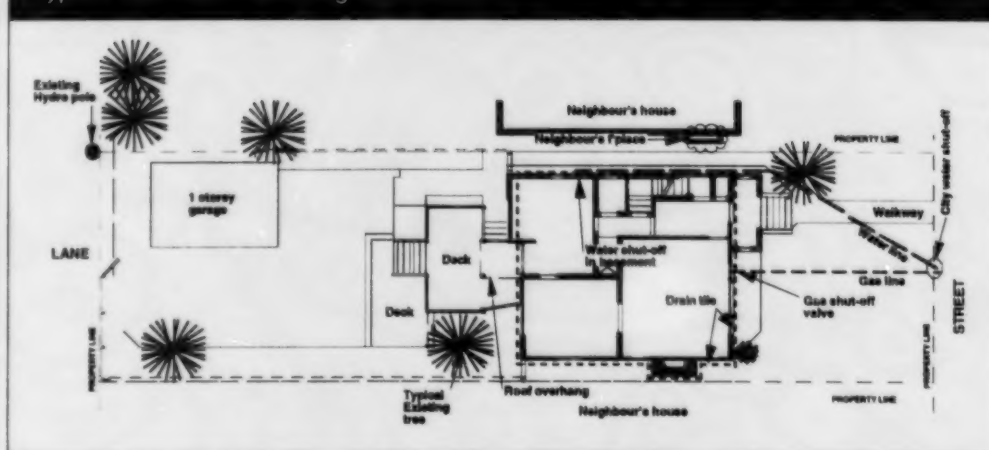 Existing
Hydro pole
Neighbour's house
Neighbour's f'place
PROPERTY LINE
City water shut-off
1 storey
garage
Walkway
LANE
Deck
Water shut-off
in basement
Water line
Gas line
Deck
Drain tile
Gas shut-off
valve
STREET
PROPERTY LINE
PROPERTY LINE
Typical
Existing
tree
Roof overhang
Neighbour's house
PROPERTY LINE